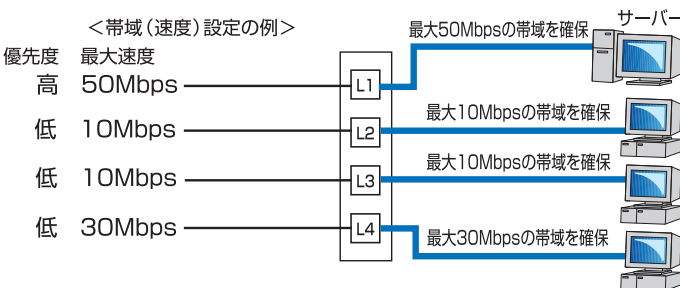 <帯域(速度)設定の例>
優先度 最大速度
高 50Mbps
L1
最大50Mbpsの帯域を確保
サーバー
低 10Mbps
L2
最大10Mbpsの帯域を確保
低 10Mbps
L3
最大10Mbpsの帯域を確保
低 30Mbps
L4
最大30Mbpsの帯域を確保